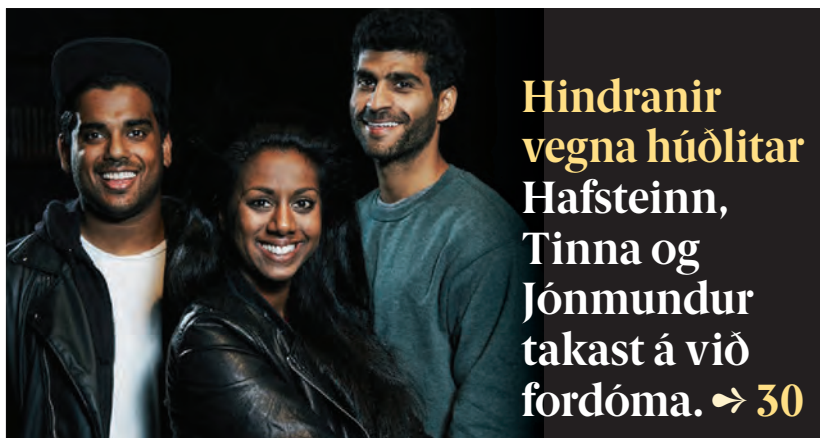 Hindranir
vegna húðlitar
Hafsteinn,
Tinna og
Jónmundur
takast á við
fordóma. ➺ 30